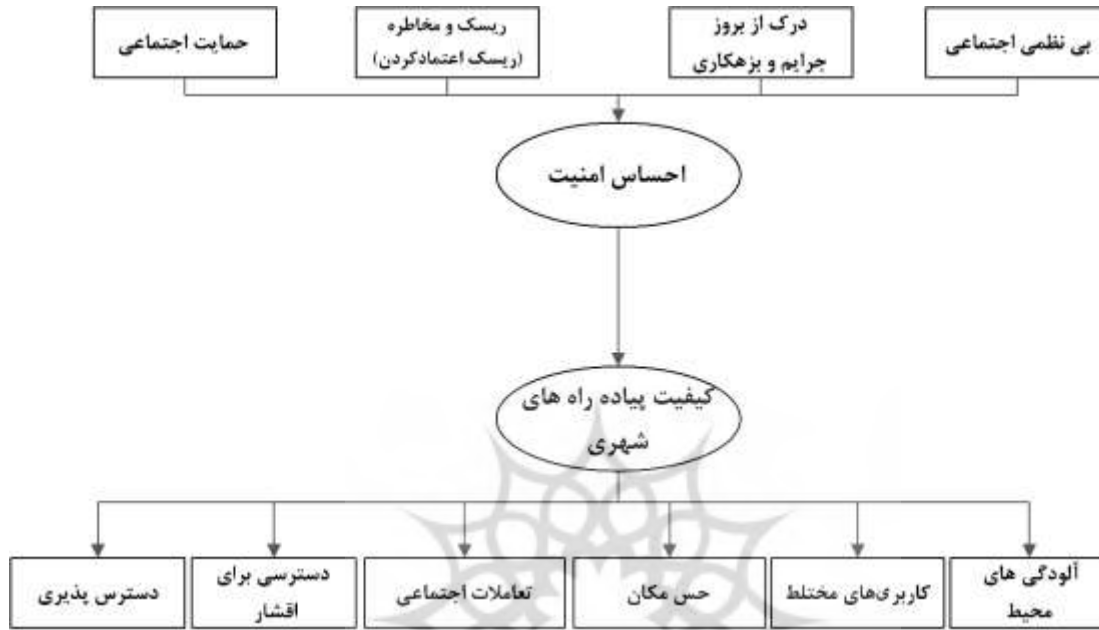 بی نظمی اجتماعی
درک از بروز
جرایم و بزهکاری
ریسک و مخاطره
(ریسک اعتمادکردن)
حمایت اجتماعی
احساس امنیت
کیفیت پیاده راه های
شهری
آلودگی های
محیط
کاربری‌های مختلط
حس مکان
تعاملات اجتماعی
دسترسی برای
اقشار
دسترس پذیری